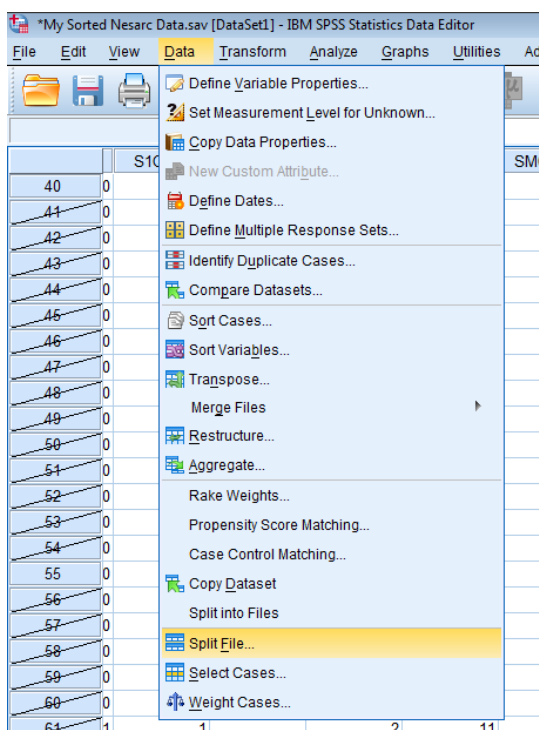 *My Sorted Nesarc Data.sav [DataSet1] - IBM SPSS Statistics Data Editor
File Edit View Data Transform Analyze Graphs Utilities Ad
Define Variable Properties...
Set Measurement Level for Unknown...
Copy Data Properties...
New Custom Attribute...
Define Dates...
Define Multiple Response Sets...
Identify Duplicate Cases...
Compare Datasets...
Sort Cases...
Sort Variables...
Transpose...
Merge Files
Restructure...
Aggregate...
Rake Weights...
Propensity Score Matching...
Case Control Matching...
Copy Dataset
Split into Files
Split File...
Select Cases...
Weight Cases...
S1Q SM
40 0
41 0
42 0
43 0
44 0
45 0
46 0
47 0
48 0
49 0
50 0
51 0
52 0
53 0
54 0
55 0
56 0
57 0
58 0
59 0
60 0
61 1 1 2 11